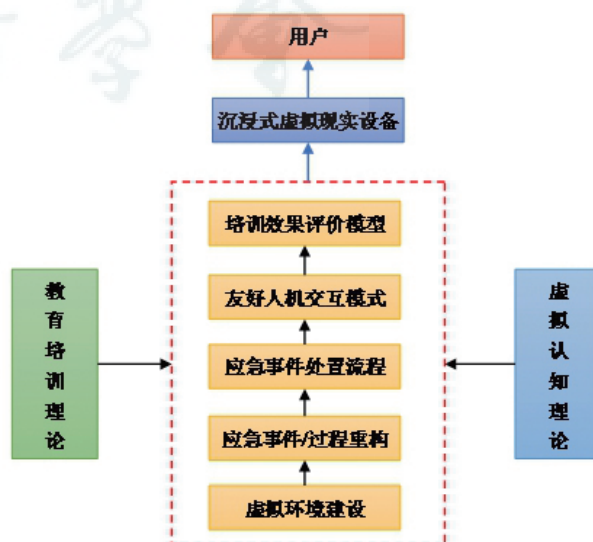 用户
沉浸式虚拟现实设备
培训效果评价模型
友好人机交互模式
应急事件处置流程
应急事件/过程重构
虚拟环境建设
教育培训理论
虚拟认知理论